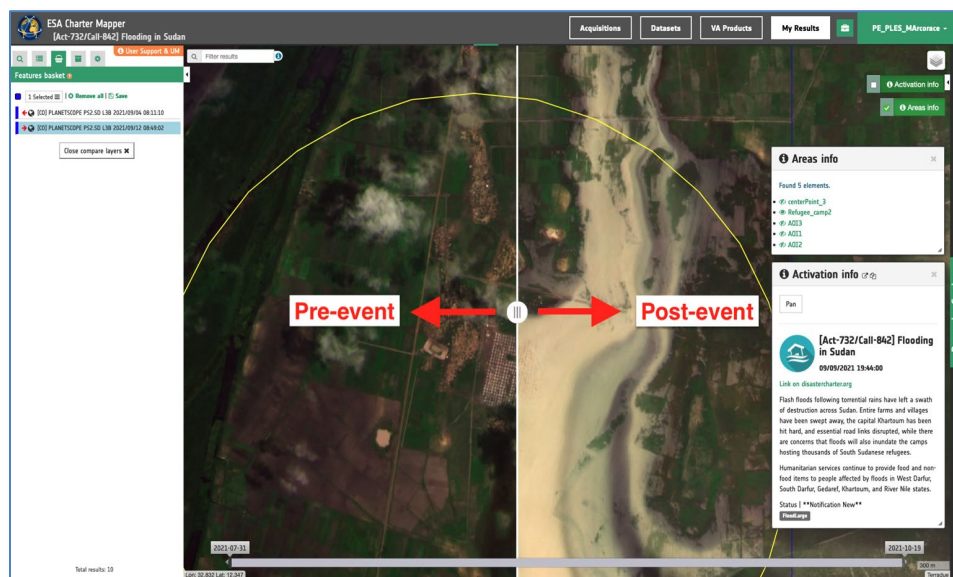 ESA Charter Mapper
[Act-732/Call-842] Flooding in Sudan
Acquisitions
Datasets
VA Products
My Results
PE_PLES_MArcorace
User Support & UM
Filter results
Features basket
1 Selected
Remove all | Save
[CD] PLANETSCOPE PS2.SD L3B 2021/09/04 08:11:10
[CD] PLANETSCOPE PS2.SD L3B 2021/09/12 08:49:02
Close compare layers
Activation info
Areas info
Areas info
Found 5 elements.
centerPoint_3
Refugee_camp2
AOI3
AOI1
AOI2
Pre-event
Post-event
Activation info
Pan
[Act-732/Call-842] Flooding
in Sudan
09/09/2021 19:44:00
Link on disastercharter.org
Flash floods following torrential rains have left a swath
of destruction across Sudan. Entire farms and villages
have been swept away, the capital Khartoum has been
hit hard, and essential road links disrupted, while there
are concerns that floods will also inundate the camps
hosting thousands of South Sudanese refugees.
Humanitarian services continue to provide food and non-
food items to people affected by floods in West Darfur,
South Darfur, Gedaref, Khartoum, and River Nile states.
Status | **Notification New**
FloodLarge
2021-07-31
2021-10-19
Total results: 10
Lon: 32.832 Lat: 12.347
300 m
Terradue